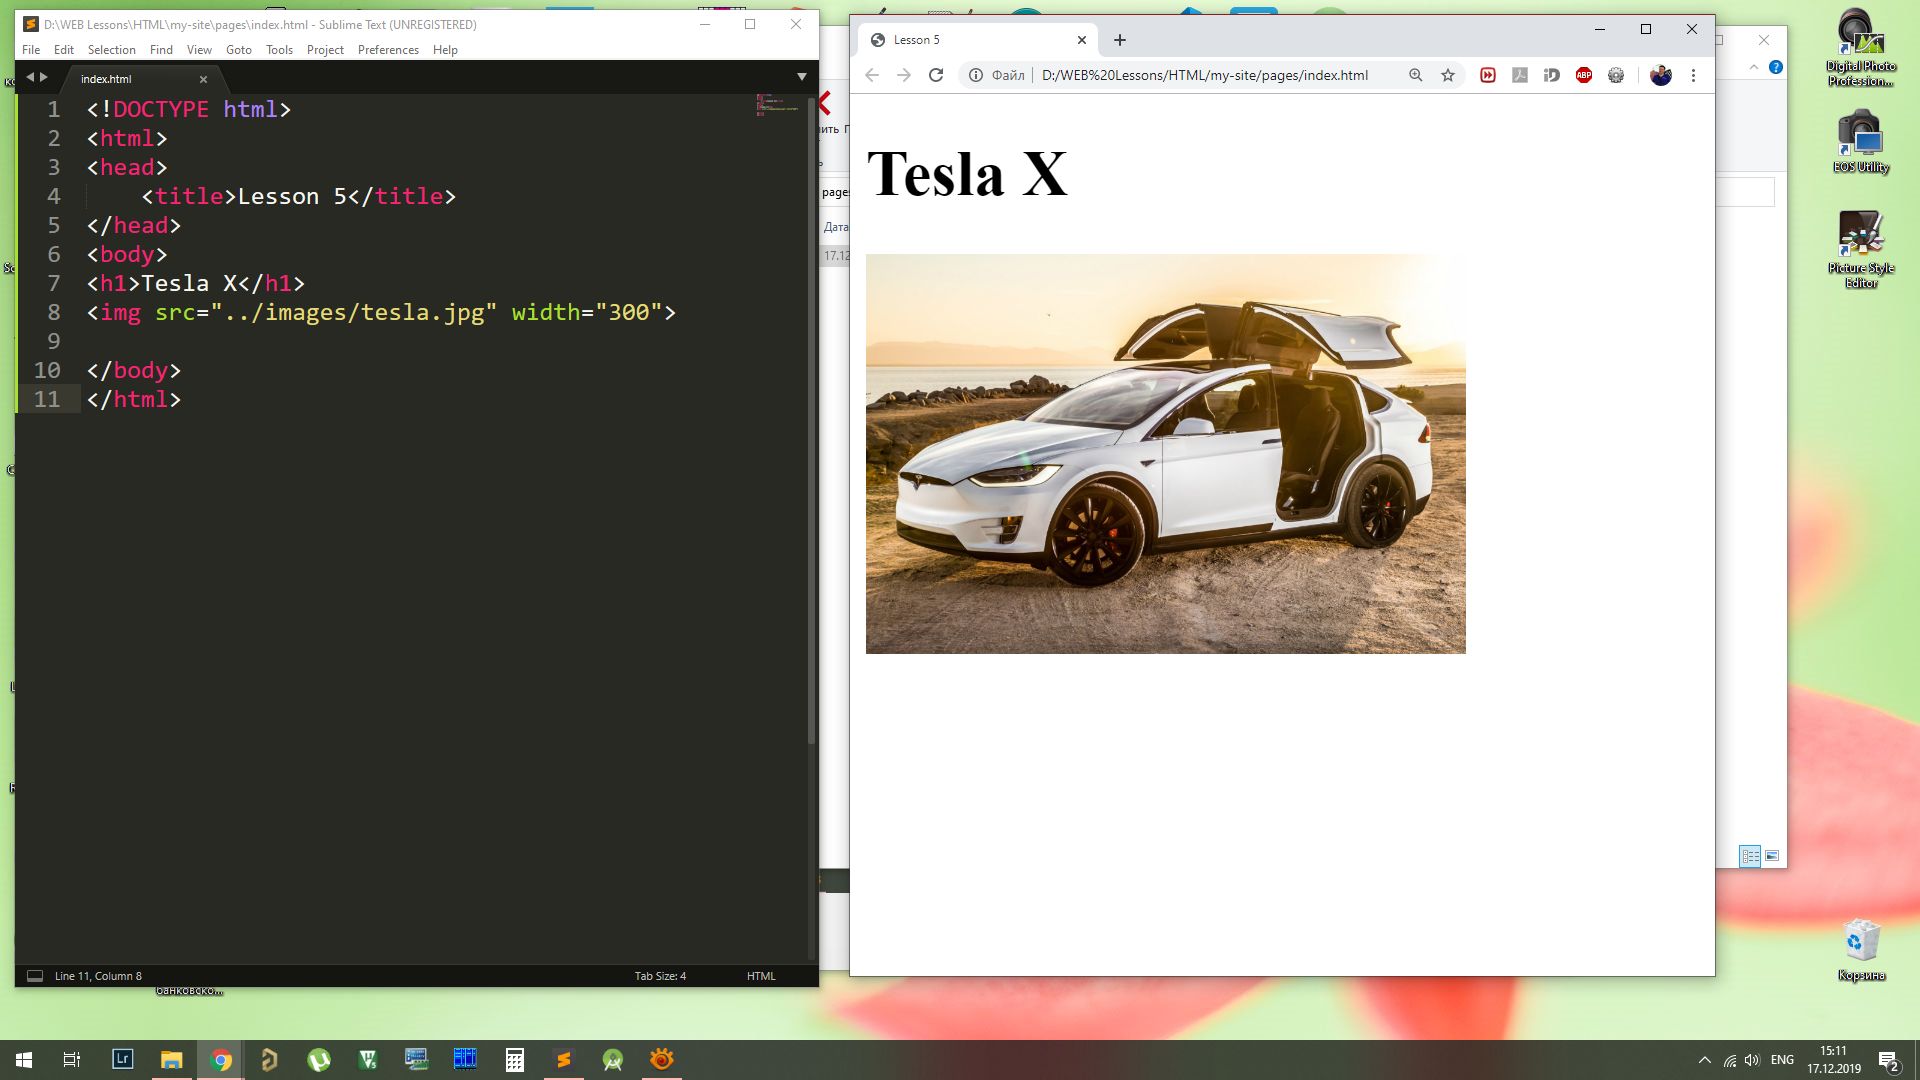 D:\WEB Lessons\HTML\my-site\pages\index.html - Sublime Text (UNREGISTERED)
File Edit Selection Find View Goto Tools Project Preferences Help
index.html
1 <!DOCTYPE html>
2 <html>
3 <head>
4 <title>Lesson 5</title>
5 </head>
6 <body>
7 <h1>Tesla X</h1>
8 <img src="../images/tesla.jpg" width="300">
9
10 </body>
11 </html>
Line 11, Column 8
Tab Size: 4
HTML
Lesson 5
Файл
D:/WEB%20Lessons/HTML/my-site/pages/index.html
ABP
Tesla X
Дата
17.12
Digital Photo
Profession...
EOS Utility
Picture Style
Editor
Корзина
банковско...
Lr
ENG
15:11
17.12.2019
2